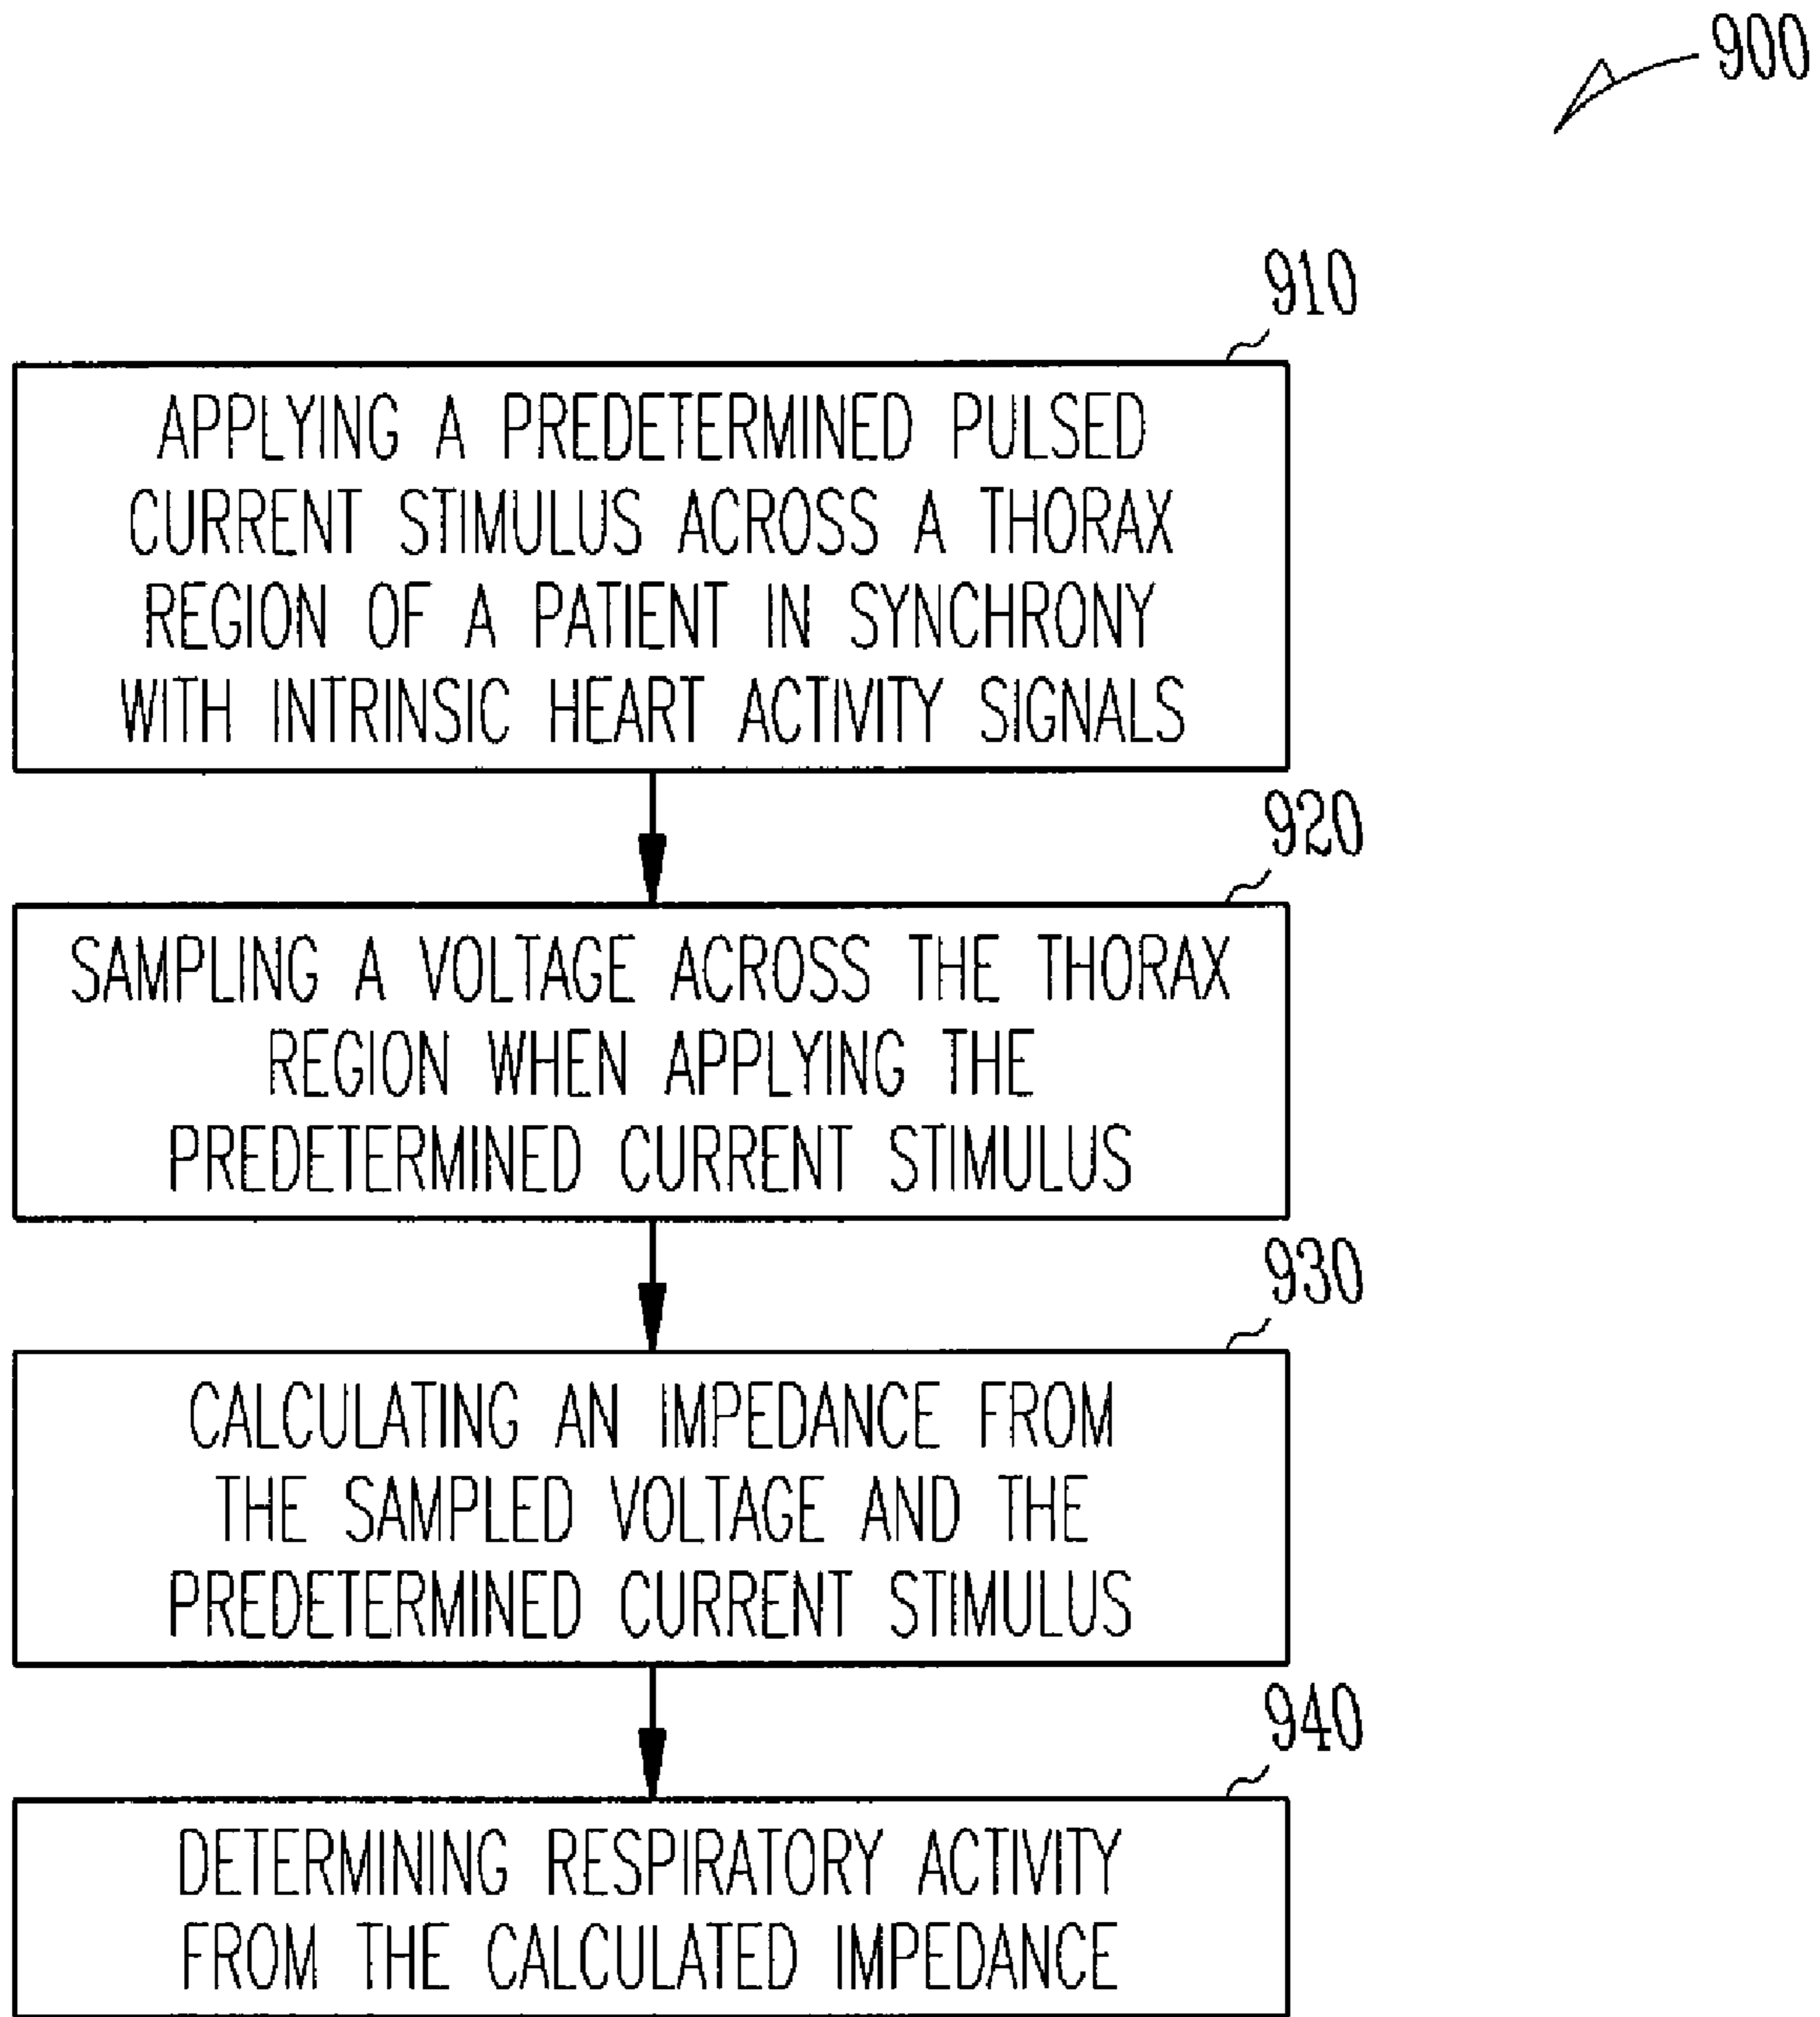 900
910
APPLYING A PREDETERMINED PULSED
CURRENT STIMULUS ACROSS A THORAX
REGION OF A PATIENT IN SYNCHRONY
WITH INTRINSIC HEART ACTIVITY SIGNALS
920
SAMPLING A VOLTAGE ACROSS THE THORAX
REGION WHEN APPLYING THE
PREDETERMINED CURRENT STIMULUS
930
CALCULATING AN IMPEDANCE FROM
THE SAMPLED VOLTAGE AND THE
PREDETERMINED CURRENT STIMULUS
940
DETERMINING RESPIRATORY ACTIVITY
FROM THE CALCULATED IMPEDANCE